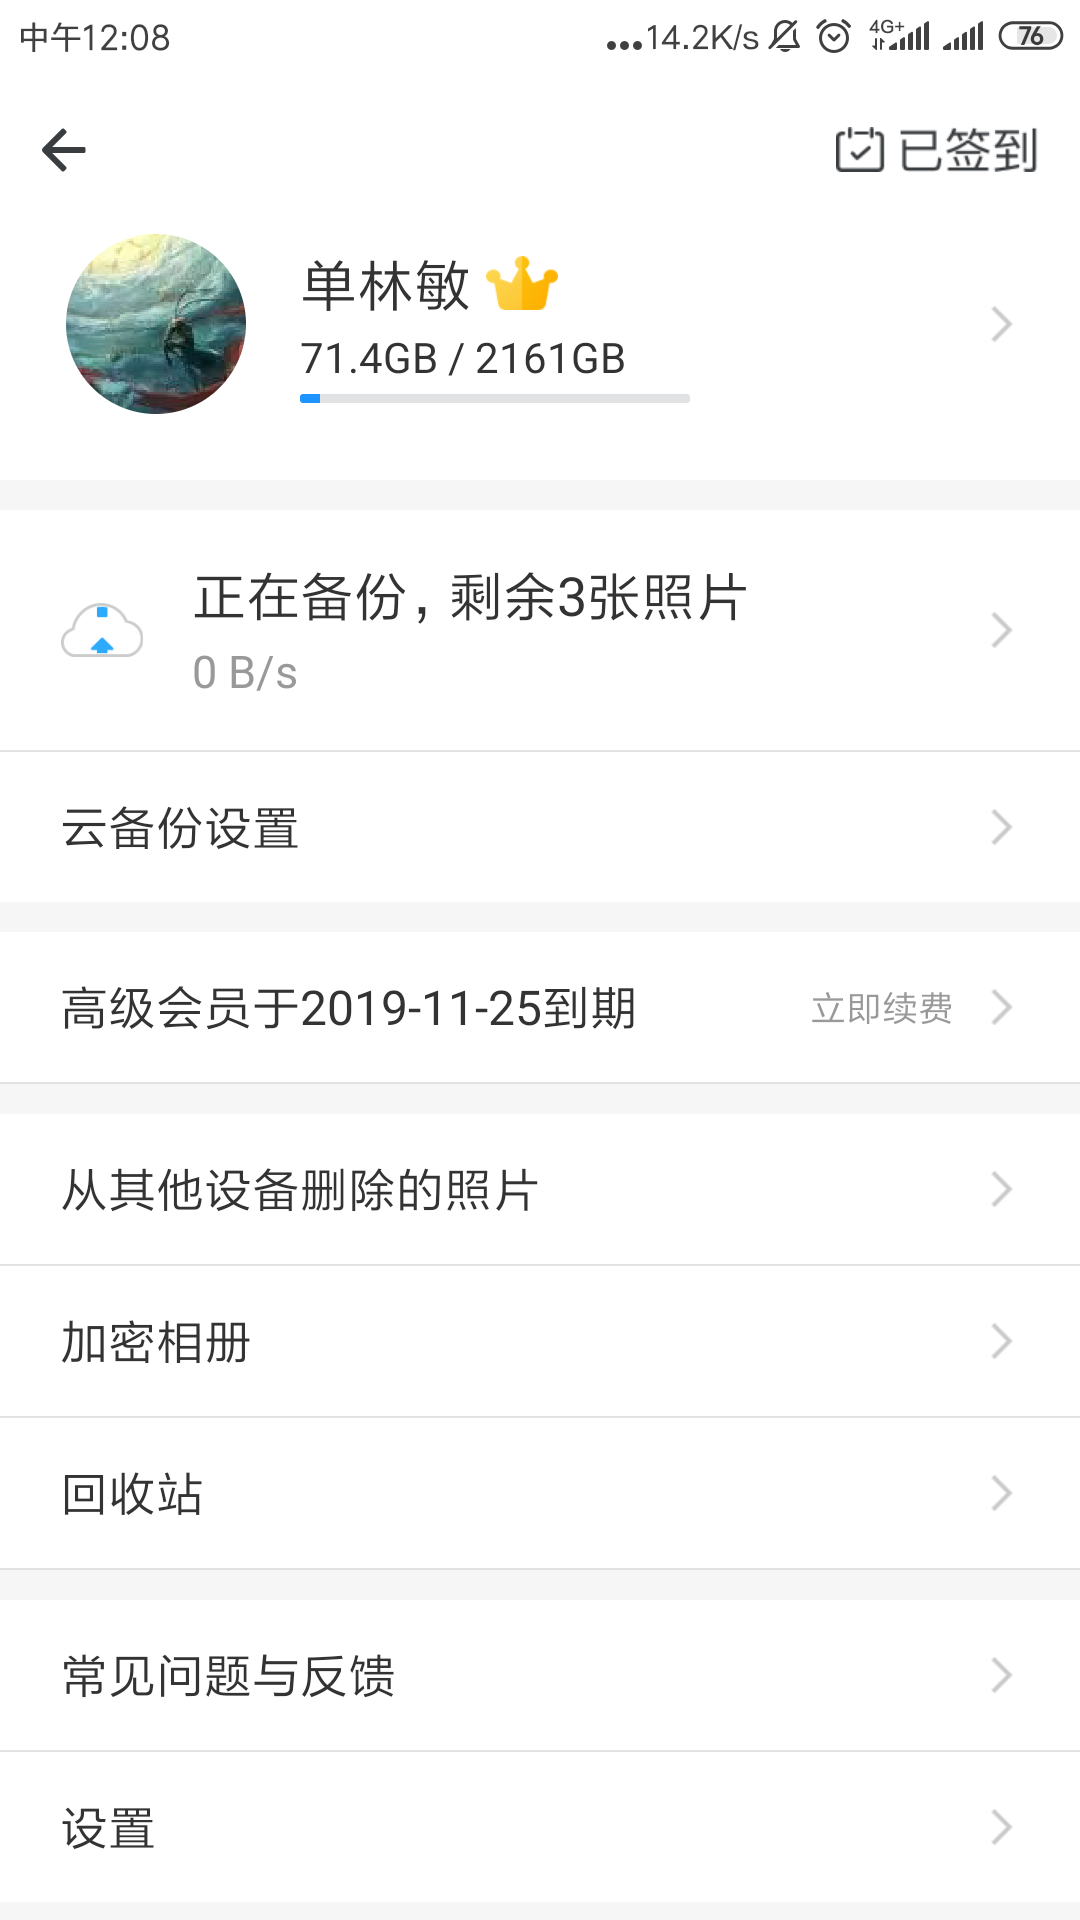 中午12:08
...14.2K/s 4G+ 76
已签到
单林敏
71.4GB / 2161GB
正在备份，剩余3张照片
0 B/s
云备份设置
高级会员于2019-11-25到期 立即续费
从其他设备删除的照片
加密相册
回收站
常见问题与反馈
设置